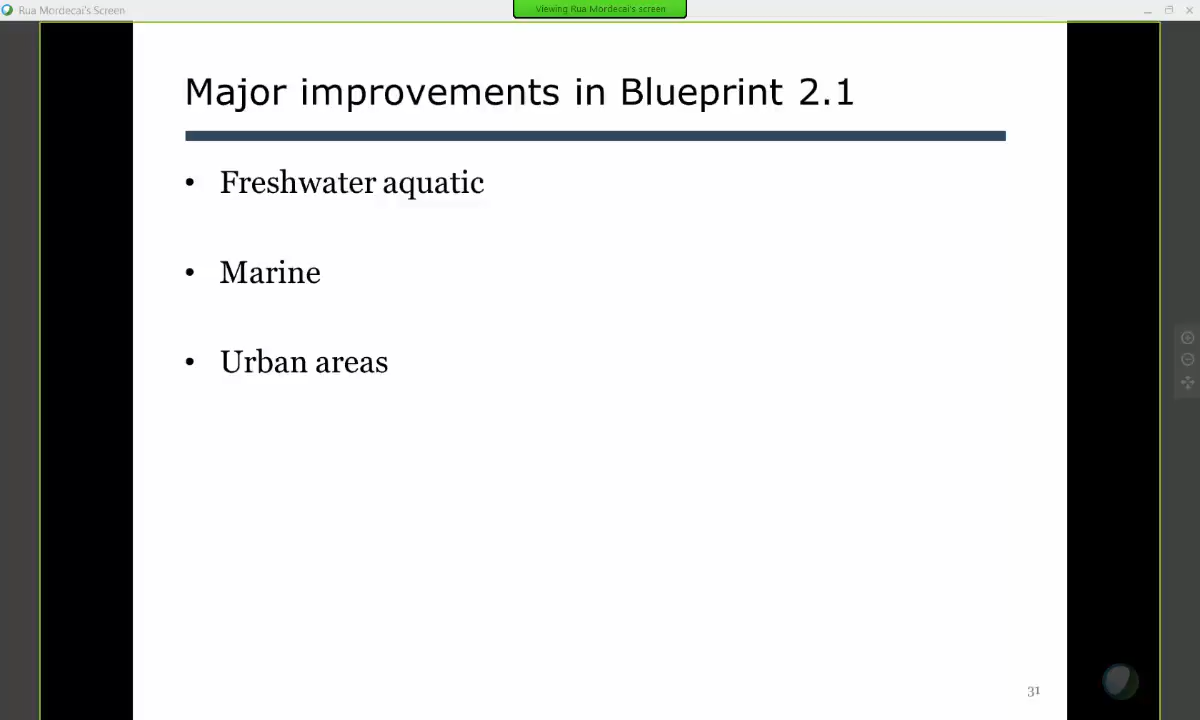 Rua Mordecai's Screen
Viewing Rua Mordecai's screen
Major improvements in Blueprint 2.1
• Freshwater aquatic
• Marine
• Urban areas
31